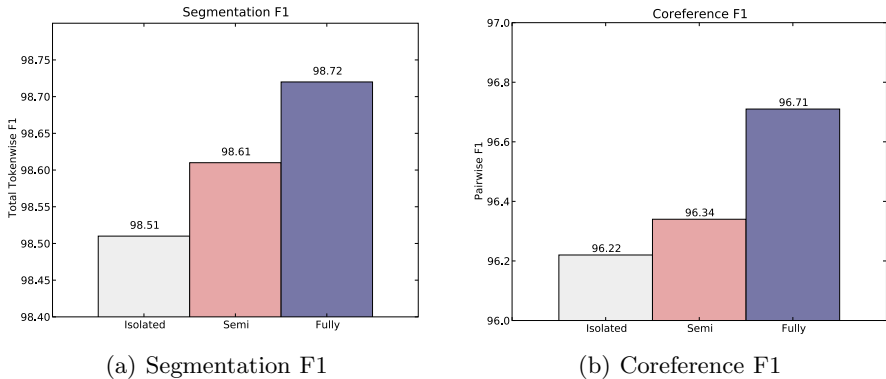 Segmentation F1
98.75
98.70
98.65
98.60
98.55
98.50
98.45
98.40
Total Tokenwise F1
98.51
98.61
98.72
Isolated
Semi
Fully
(a) Segmentation F1
Coreference F1
97.0
96.8
96.6
96.4
96.2
96.0
Pairwise F1
96.22
96.34
96.71
Isolated
Semi
Fully
(b) Coreference F1